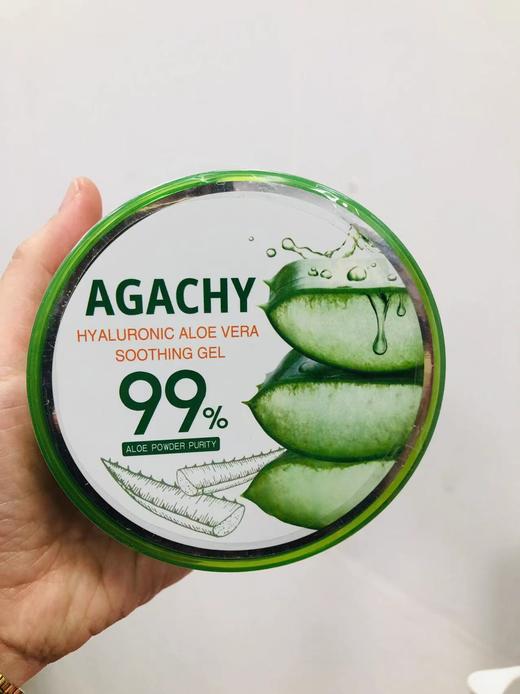 AGACHY
HYALURONIC ALOE VERA
SOOTHING GEL
99%
ALOE POWDER PURITY